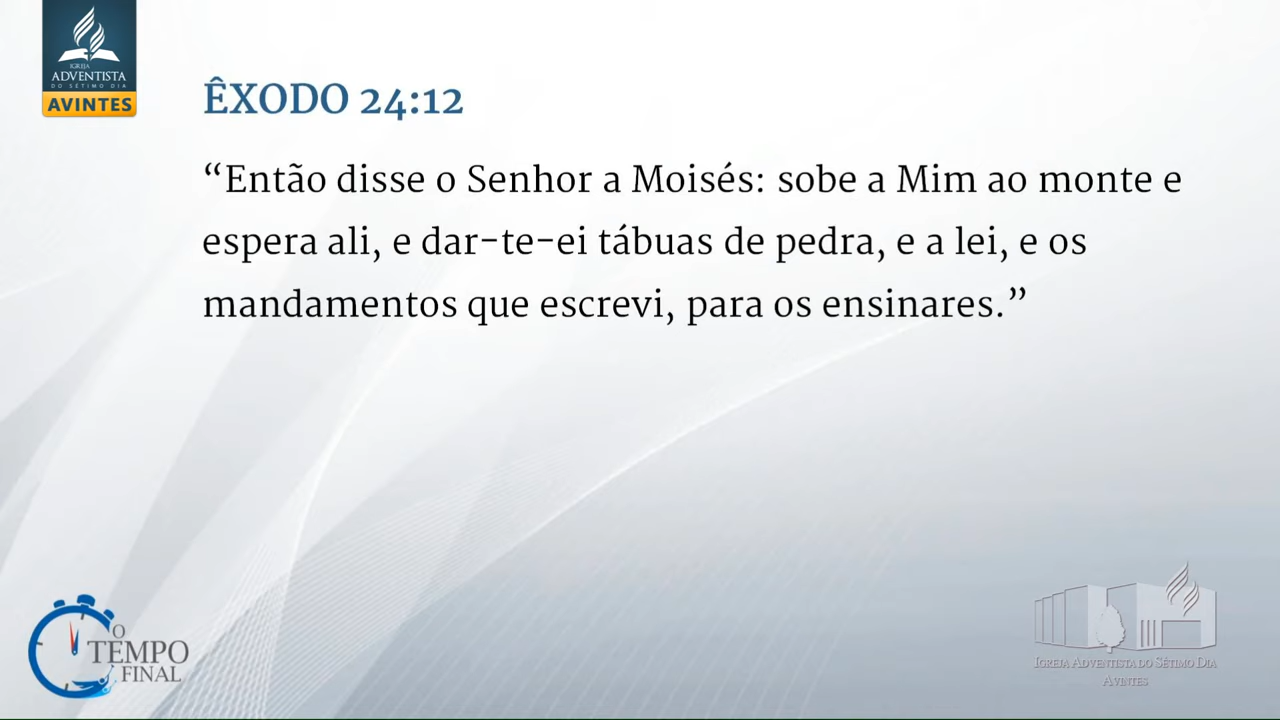 IGREJA
ADVENTISTA
DO SÉTIMO DIA
AVINTES
ÊXODO 24:12
“Então disse o Senhor a Moisés: sobe a Mim ao monte e
espera ali, e dar-te-ei tábuas de pedra, e a lei, e os
mandamentos que escrevi, para os ensinares.”
O
TEMPO
FINAL
IGREJA ADVENTISTA DO SÉTIMO DIA
AVINTES